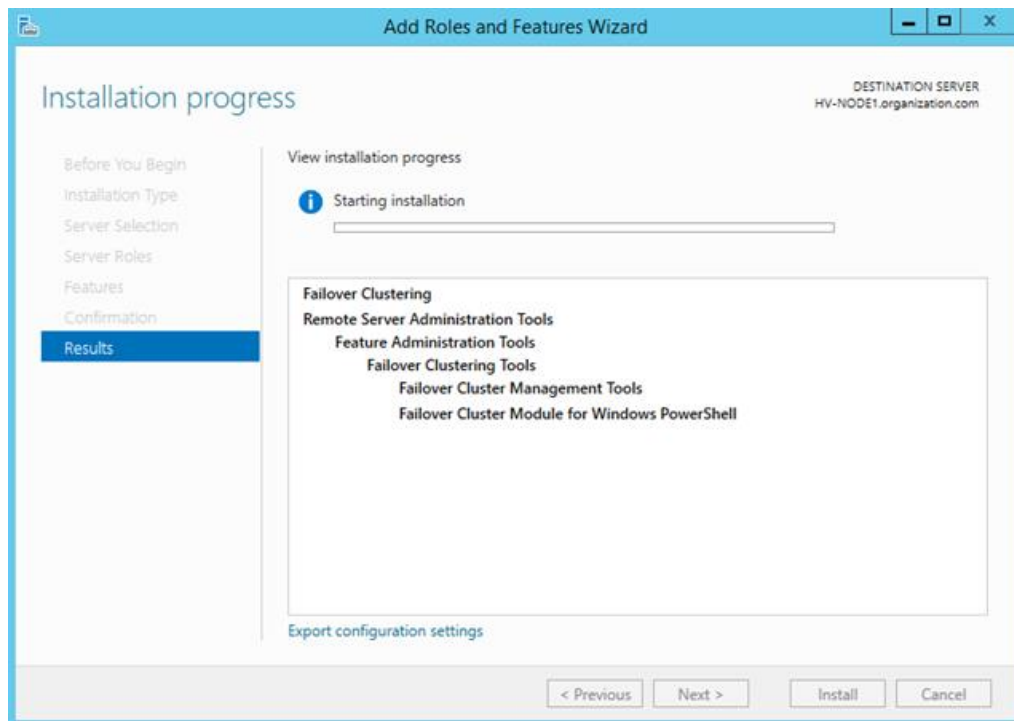 Add Roles and Features Wizard
Installation progress
DESTINATION SERVER
HV-NODE1.organization.com
Before You Begin
Installation Type
Server Selection
Server Roles
Features
Confirmation
Results
View installation progress
Starting installation
Failover Clustering
Remote Server Administration Tools
Feature Administration Tools
Failover Clustering Tools
Failover Cluster Management Tools
Failover Cluster Module for Windows PowerShell
Export configuration settings
< Previous
Next >
Install
Cancel